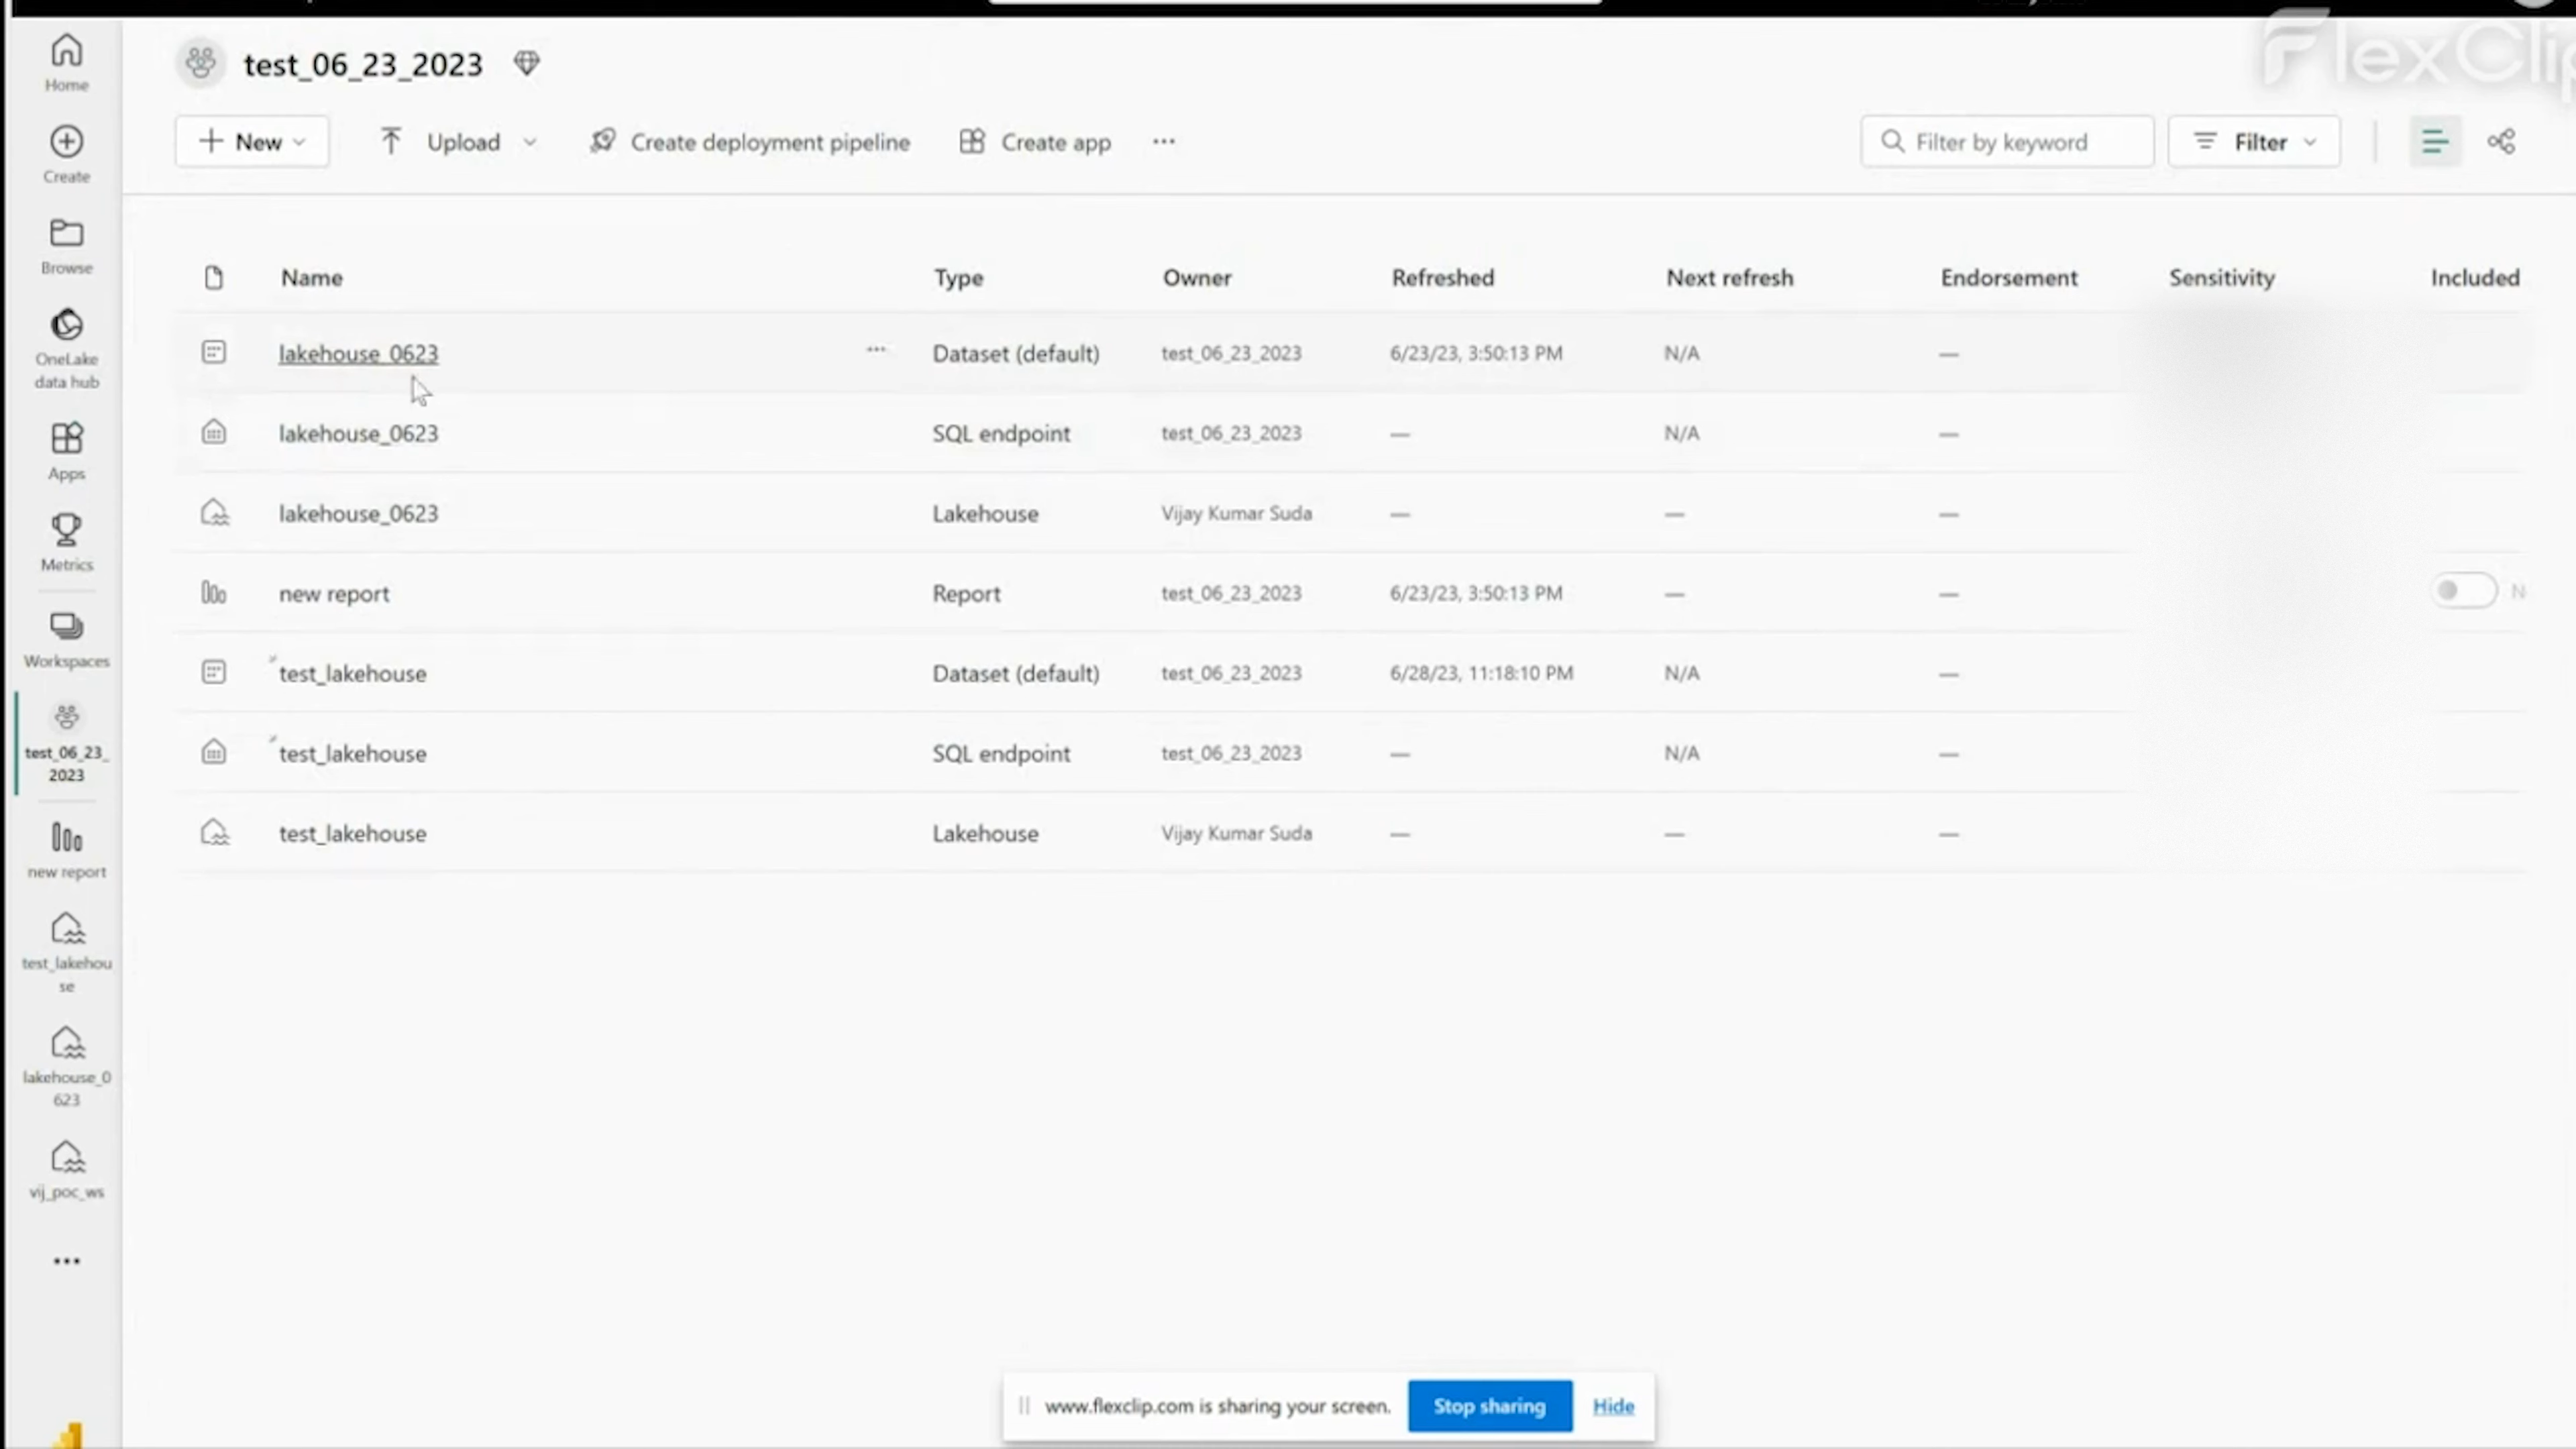 FlexClip
test_06_23_2023
New
Upload
Create deployment pipeline
Create app
...
Filter by keyword
Filter
Home
Create
Browse
OneLake
data hub
Apps
Metrics
Workspaces
test_06_23_
2023
new report
test_lakehou
se
lakehouse_0
623
vij_poc_ws
...
Name Type Owner Refreshed Next refresh Endorsement Sensitivity Included
lakehouse_0623 ... Dataset (default) test_06_23_2023 6/23/23, 3:50:13 PM N/A —
lakehouse_0623 SQL endpoint test_06_23_2023 — N/A —
lakehouse_0623 Lakehouse Vijay Kumar Suda — — —
new report Report test_06_23_2023 6/23/23, 3:50:13 PM — — N
test_lakehouse Dataset (default) test_06_23_2023 6/28/23, 11:18:10 PM N/A —
test_lakehouse SQL endpoint test_06_23_2023 — N/A —
test_lakehouse Lakehouse Vijay Kumar Suda — — —
www.flexclip.com is sharing your screen. Stop sharing Hide